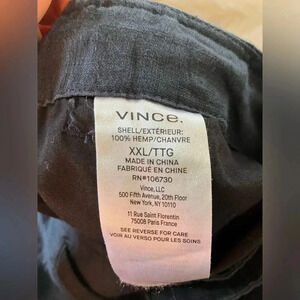 VINCE.
SHELL/EXTÉRIEUR:
100% HEMP/CHANVRE
XXL/TTG
MADE IN CHINA
FABRIQUÉ EN CHINE
RN#106730
Vince, LLC
500 Fifth Avenue, 20th Floor
New York, NY 10110
11 Rue Saint Florentin
75008 Paris France
SEE REVERSE FOR CARE
VOIR AU VERSO POUR LES SOINS